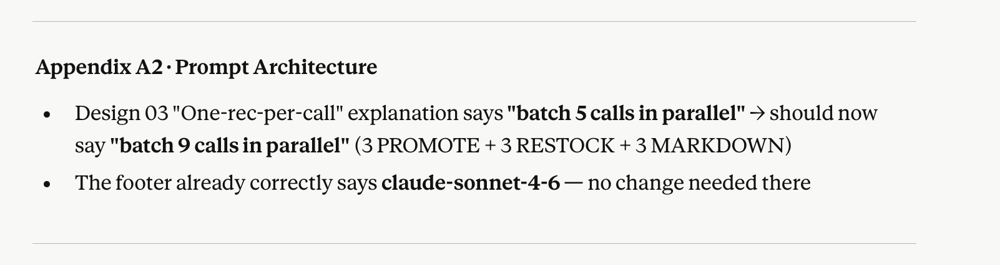 Appendix A2 · Prompt Architecture
• Design 03 "One-rec-per-call" explanation says "batch 5 calls in parallel" → should now
say "batch 9 calls in parallel" (3 PROMOTE + 3 RESTOCK + 3 MARKDOWN)
• The footer already correctly says claude-sonnet-4-6 — no change needed there